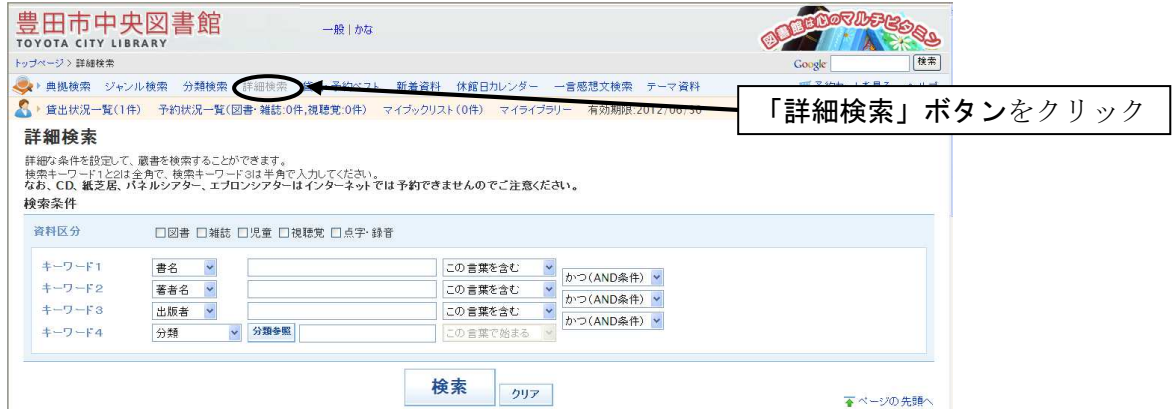 豊田市中央図書館
TOYOTA CITY LIBRARY
一般 | かな
図書館は心のマルチビタミン
トップページ > 詳細検索
Google 検索
典拠検索 ジャンル検索 分類検索 詳細検索 予約ベスト 新着資料 休館日カレンダー 一言感想文検索 テーマ資料
貸出状況一覧(1件) 予約状況一覧(図書・雑誌:0件,視聴覚:0件) マイブックリスト(0件) マイライブラリー 有効期限:2012/06/30
「詳細検索」ボタンをクリック
詳細検索
詳細な条件を設定して、蔵書を検索することができます。
検索キーワード1と2は全角で、検索キーワード3は半角で入力してください。
なお、CD、紙芝居、パネルシアター、エプロンシアターはインターネットでは予約できませんのでご注意ください。
検索条件
資料区分 図書 雑誌 児童 視聴覚 点字・録音
キーワード1 書名 この言葉を含む かつ(AND条件)
キーワード2 著者名 この言葉を含む かつ(AND条件)
キーワード3 出版者 この言葉を含む かつ(AND条件)
キーワード4 分類 分類参照 この言葉で始まる
検索 クリア
ページの先頭へ